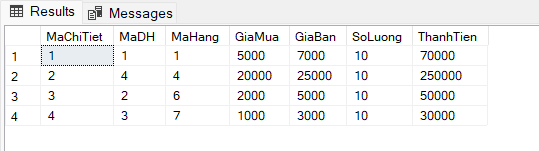 Results Messages
MaChiTiet MaDH MaHang GiaMua GiaBan SoLuong ThanhTien
1 1 1 1 5000 7000 10 70000
2 2 4 4 20000 25000 10 250000
3 3 2 6 2000 5000 10 50000
4 4 3 7 1000 3000 10 30000